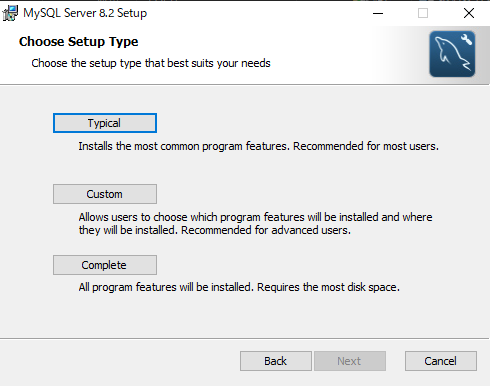 MySQL Server 8.2 Setup
Choose Setup Type
Choose the setup type that best suits your needs
Typical
Installs the most common program features. Recommended for most users.
Custom
Allows users to choose which program features will be installed and where
they will be installed. Recommended for advanced users.
Complete
All program features will be installed. Requires the most disk space.
Back
Next
Cancel